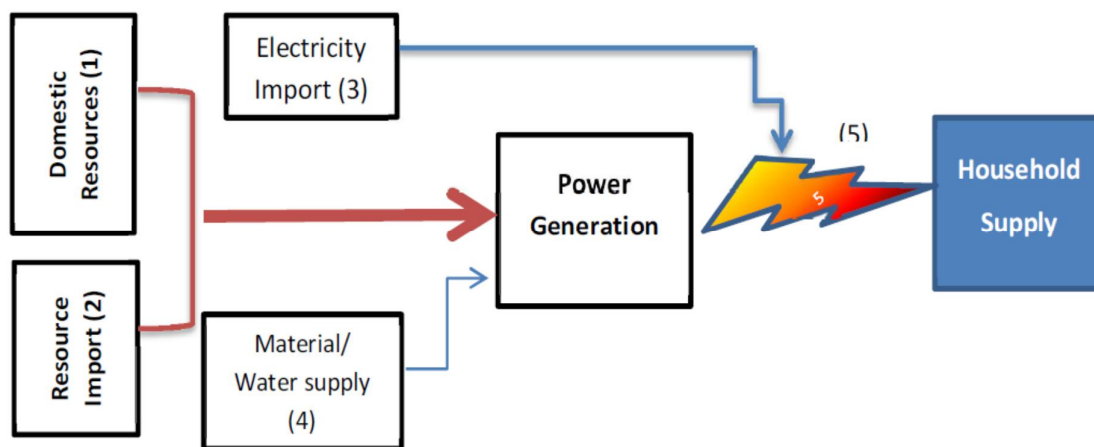 Domestic
Resources (1)
Resource
Import (2)
Electricity
Import (3)
Material/
Water supply
(4)
Power
Generation
(5)
5
Household
Supply